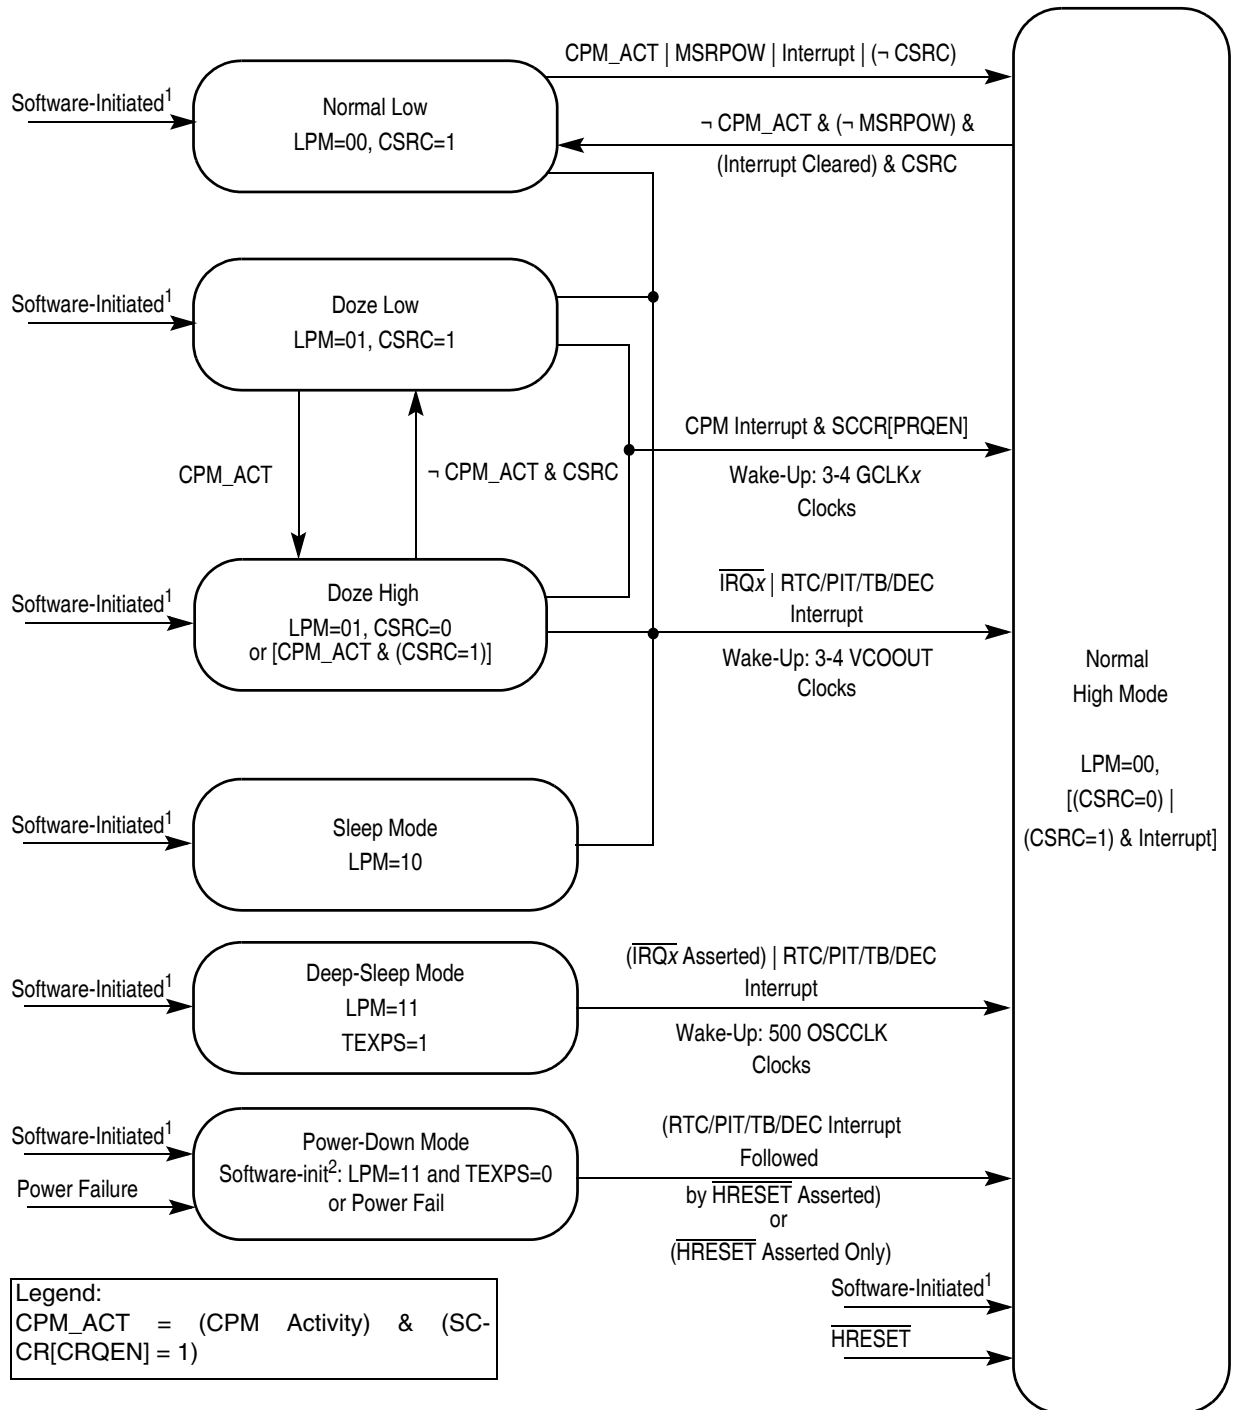 CPM_ACT | MSRPOW | Interrupt | (¬ CSRC)
Software-Initiated1
Normal Low
LPM=00, CSRC=1
¬ CPM_ACT & (¬ MSRPOW) &
(Interrupt Cleared) & CSRC
Software-Initiated1
Doze Low
LPM=01, CSRC=1
CPM_ACT
¬ CPM_ACT & CSRC
CPM Interrupt & SCCR[PRQEN]
Wake-Up: 3-4 GCLKx
Clocks
Software-Initiated1
Doze High
LPM=01, CSRC=0
or [CPM_ACT & (CSRC=1)]
IRQx | RTC/PIT/TB/DEC
Interrupt
Wake-Up: 3-4 VCOOUT
Clocks
Normal
High Mode
LPM=00,
[(CSRC=0) |
(CSRC=1) & Interrupt]
Software-Initiated1
Sleep Mode
LPM=10
Software-Initiated1
Deep-Sleep Mode
LPM=11
TEXPS=1
(IRQx Asserted) | RTC/PIT/TB/DEC
Interrupt
Wake-Up: 500 OSCCLK
Clocks
Software-Initiated1
Power Failure
Power-Down Mode
Software-init2: LPM=11 and TEXPS=0
or Power Fail
(RTC/PIT/TB/DEC Interrupt
Followed
by HRESET Asserted)
or
(HRESET Asserted Only)
Software-Initiated1
HRESET
Legend:
CPM_ACT = (CPM Activity) & (SC-
CR[CRQEN] = 1)